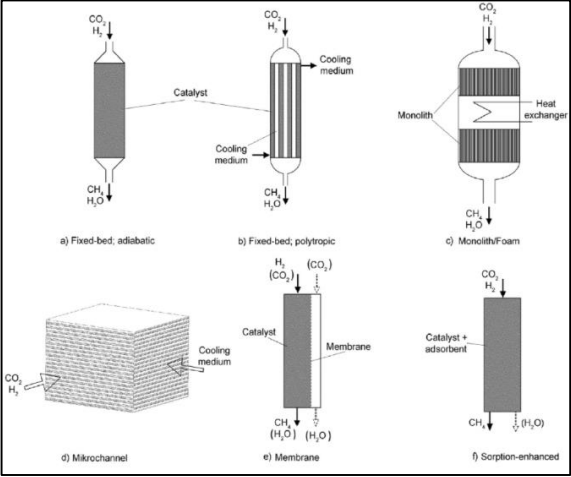 CO2
H2
CH4
H2O
a) Fixed-bed; adiabatic
Catalyst
CO2
H2
Cooling
medium
Cooling
medium
CH4
H2O
b) Fixed-bed; polytropic
CO2
H2
Monolith
Heat
exchanger
CH4
H2O
c) Monolith/Foam
CO2
H2
Cooling
medium
d) Mikrochannel
H2
(CO2)
(CO2)
Catalyst
Membrane
CH4
(H2O)
(H2O)
e) Membrane
CO2
H2
Catalyst +
adsorbent
CH4
(H2O)
f) Sorption-enhanced